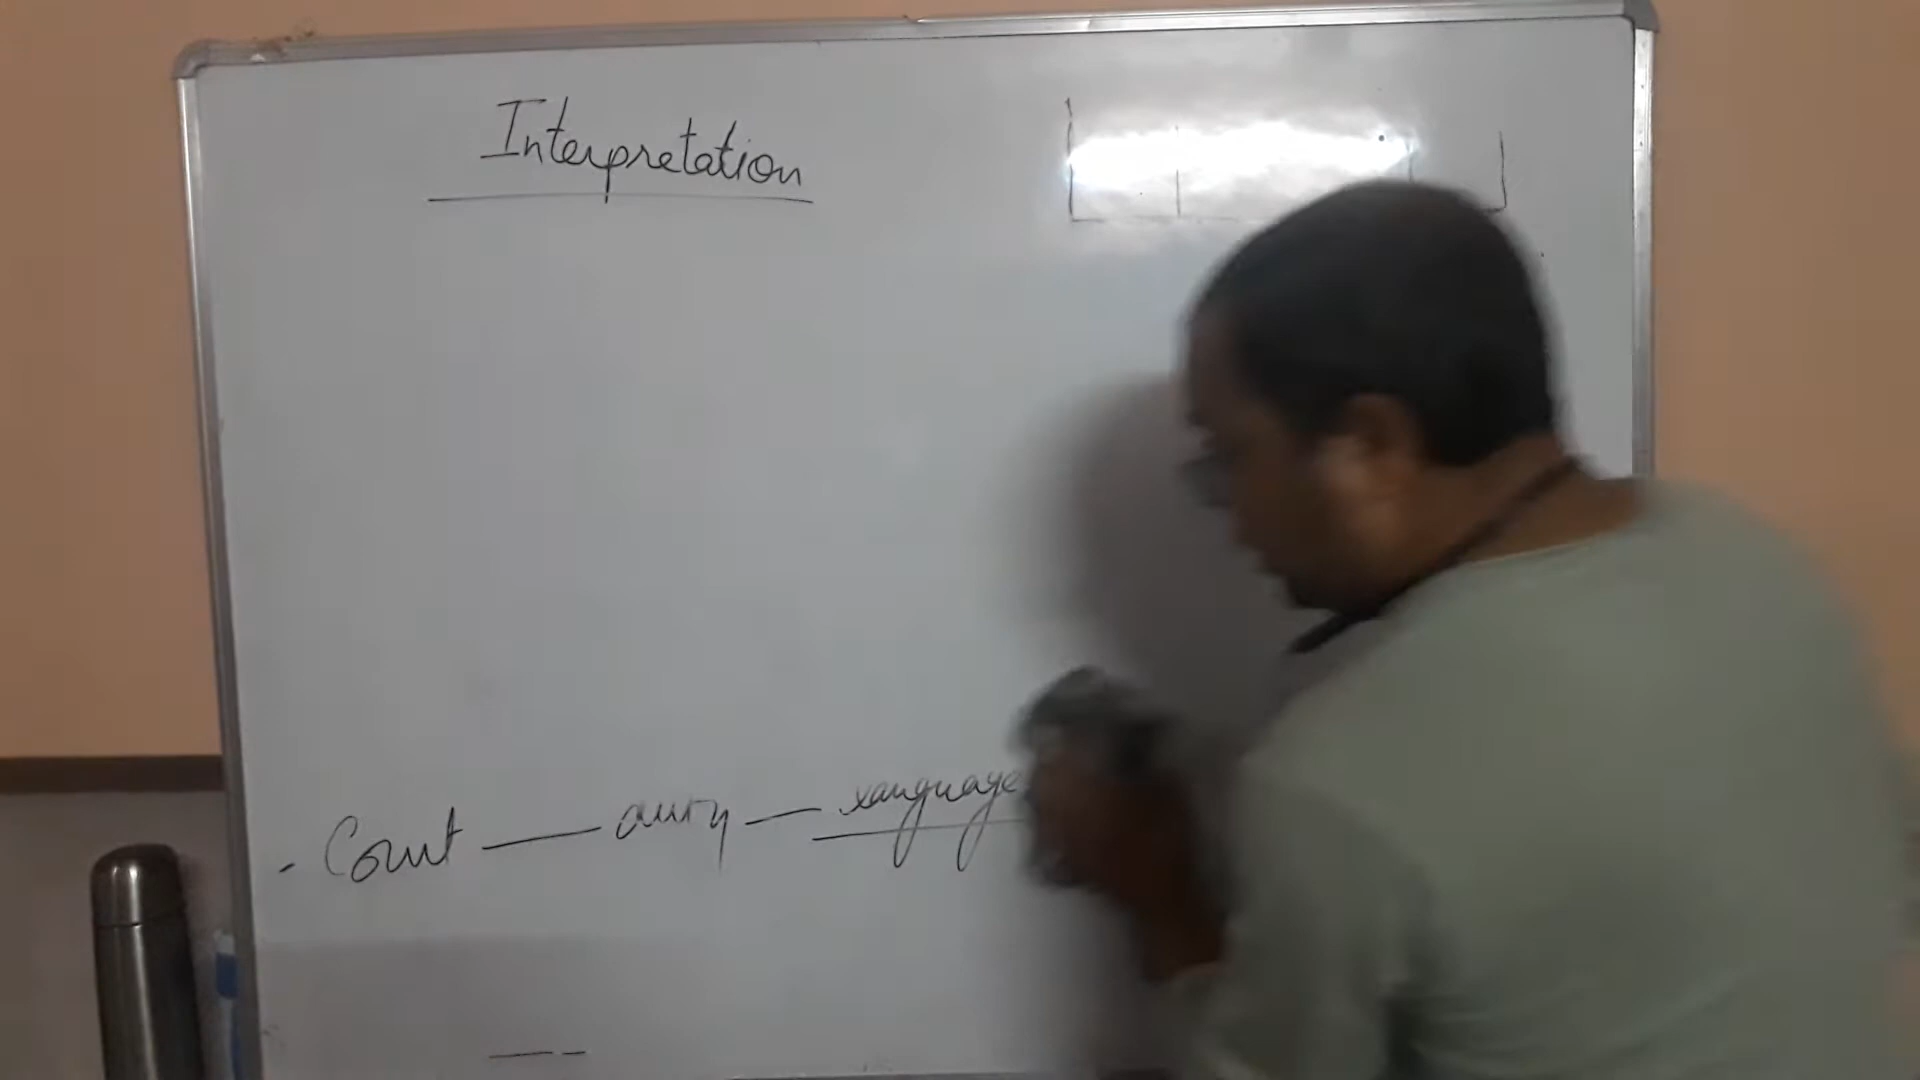 Interpretation
- Court — — language